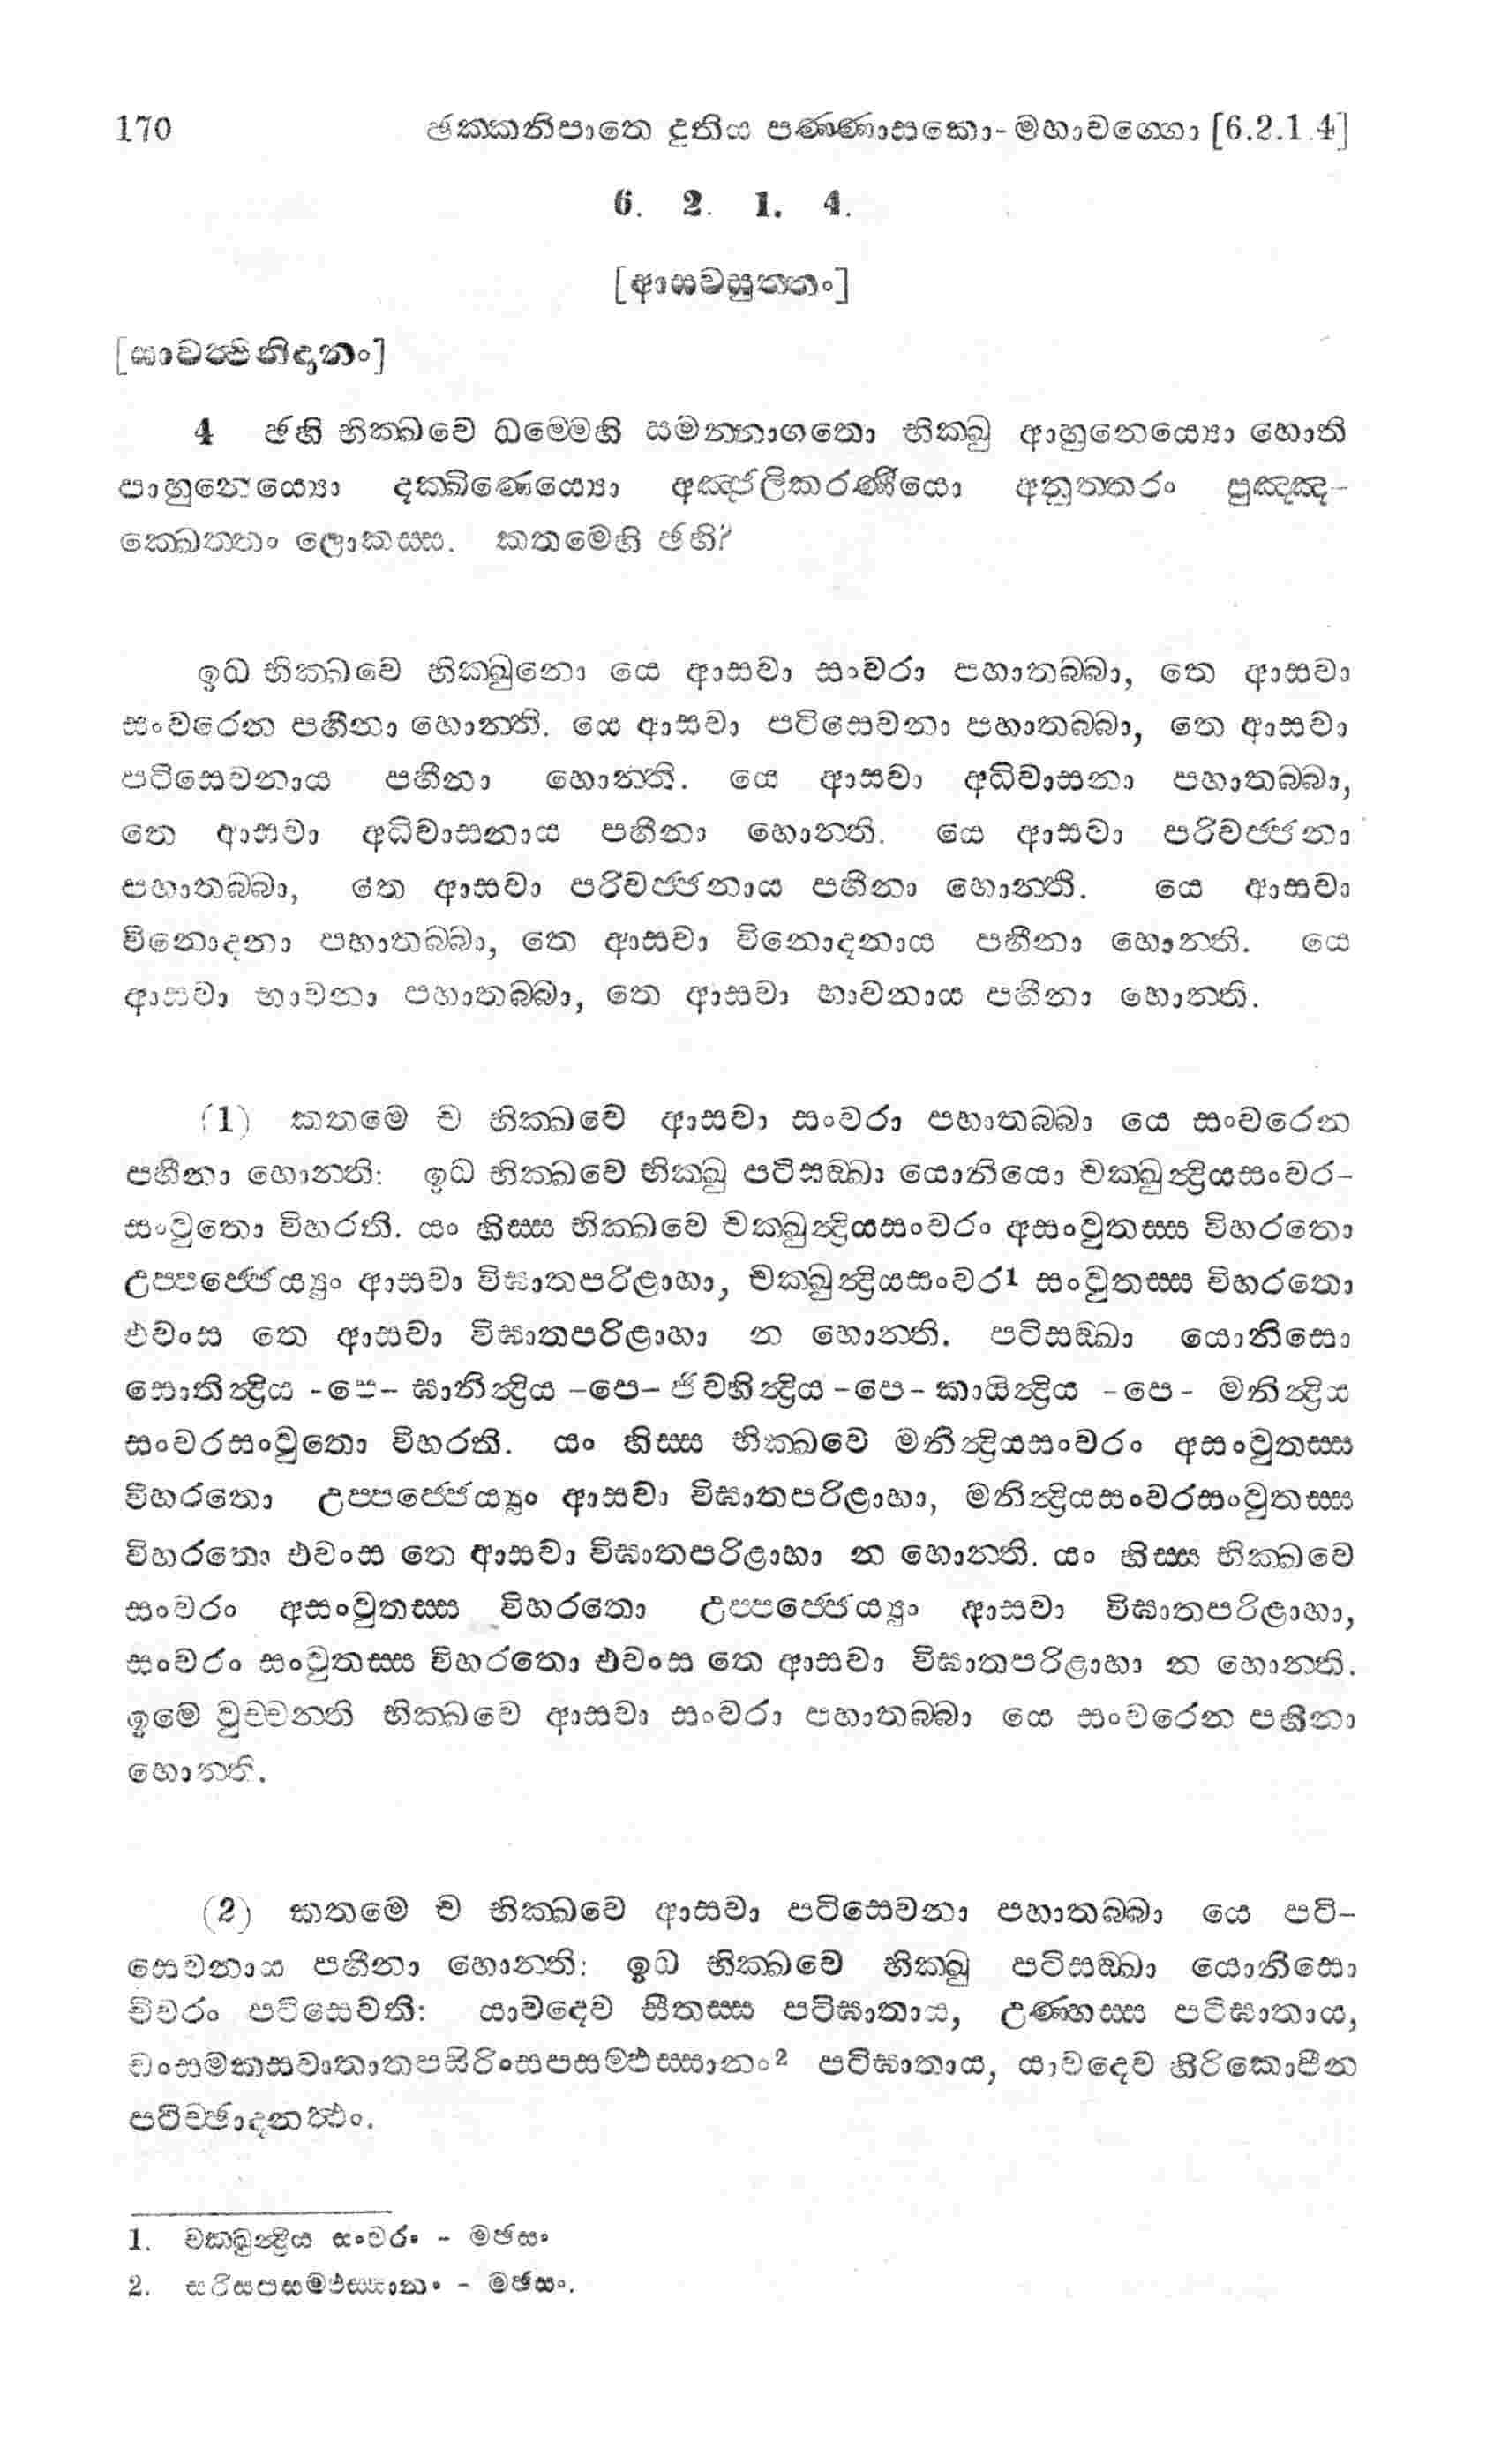 170 ඡක්කනිපාතෙ දුතිය පණ්ණාසකො-මහාවග්ගො [6.2.1.4]
6. 2. 1. 4.
[ආසවසුත්තං]
[සාවත්ථිනිදානං]
4 ඡහි භික්ඛවෙ ධම්මෙහි සමන්නාගතො භික්ඛු ආහුනෙය්යො හොති
පාහුනෙය්යො දක්ඛිණෙය්යො අඤ්ජලිකරණීයො අනුත්තරං පුඤ්ඤ-
ක්ඛෙත්තං ලොකස්ස. කතමෙහි ඡහි?
ඉධ භික්ඛවෙ භික්ඛුනො යෙ ආසවා සංවරා පහාතබ්බා, තෙ ආසවා
සංවරෙන පහීනා හොන්ති. යෙ ආසවා පටිසෙවනා පහාතබ්බා, තෙ ආසවා
පටිසෙවනාය පහීනා හොන්ති. යෙ ආසවා අධිවාසනා පහාතබ්බා,
තෙ ආසවා අධිවාසනාය පහීනා හොන්ති. යෙ ආසවා පරිවජ්ජනා
පහාතබ්බා, තෙ ආසවා පරිවජ්ජනාය පහීනා හොන්ති. යෙ ආසවා
විනොදනා පහාතබ්බා, තෙ ආසවා විනොදනාය පහීනා හොන්ති. යෙ
ආසවා භාවනා පහාතබ්බා, තෙ ආසවා භාවනාය පහීනා හොන්ති.
(1) කතමෙ ච භික්ඛවෙ ආසවා සංවරා පහාතබ්බා යෙ සංවරෙන
පහීනා හොන්ති: ඉධ භික්ඛවෙ භික්ඛු පටිසඞ්ඛා යොනියො චක්ඛුන්ද්‍රියසංවර-
සංවුතො විහරති. යං හිස්ස භික්ඛවෙ චක්ඛුන්ද්‍රියසංවරං අසංවුතස්ස විහරතො
උප්පජ්ජෙය්‍යුං ආසවා විඝාතපරිළාහා, චක්ඛුන්ද්‍රියසංවර1 සංවුතස්ස විහරතො
එවංස තෙ ආසවා විඝාතපරිළාහා න හොන්ති. පටිසඞ්ඛා යොනිසො
සොතින්ද්‍රිය -පෙ- ඝානින්ද්‍රිය -පෙ- ජිව්හින්ද්‍රිය -පෙ- කායින්ද්‍රිය -පෙ- මනින්ද්‍රිය
සංවරසංවුතො විහරති. යං හිස්ස භික්ඛවෙ මනින්ද්‍රියසංවරං අසංවුතස්ස
විහරතො උප්පජ්ජෙය්‍යුං ආසවා විඝාතපරිළාහා, මනින්ද්‍රියසංවරසංවුතස්ස
විහරතො එවංස තෙ ආසවා විඝාතපරිළාහා න හොන්ති. යං හිස්ස භික්ඛවෙ
සංවරං අසංවුතස්ස විහරතො උප්පජ්ජෙය්‍යුං ආසවා විඝාතපරිළාහා,
සංවරං සංවුතස්ස විහරතො එවංස තෙ ආසවා විඝාතපරිළාහා න හොන්ති.
ඉමෙ වුච්චන්ති භික්ඛවෙ ආසවා සංවරා පහාතබ්බා යෙ සංවරෙන පහීනා
හොන්ති.
(2) කතමෙ ච භික්ඛවෙ ආසවා පටිසෙවනා පහාතබ්බා යෙ පටි-
සෙවනාය පහීනා හොන්ති: ඉධ භික්ඛවෙ භික්ඛු පටිසඞ්ඛා යොනිසො
චීවරං පටිසෙවති: යාවදෙව සීතස්ස පටිඝාතාය, උණ්හස්ස පටිඝාතාය,
ඩංසමකසවාතාතපසිරිංසපසම්ඵස්සානං2 පටිඝාතාය, යාවදෙව හිරිකොපීන
පටිච්ඡාදනත්ථං.
1. චක්ඛුන්ද්‍රිය සංවරං - මඡසං
2. සරිසපසම්ඵස්සානං - මඡසං.